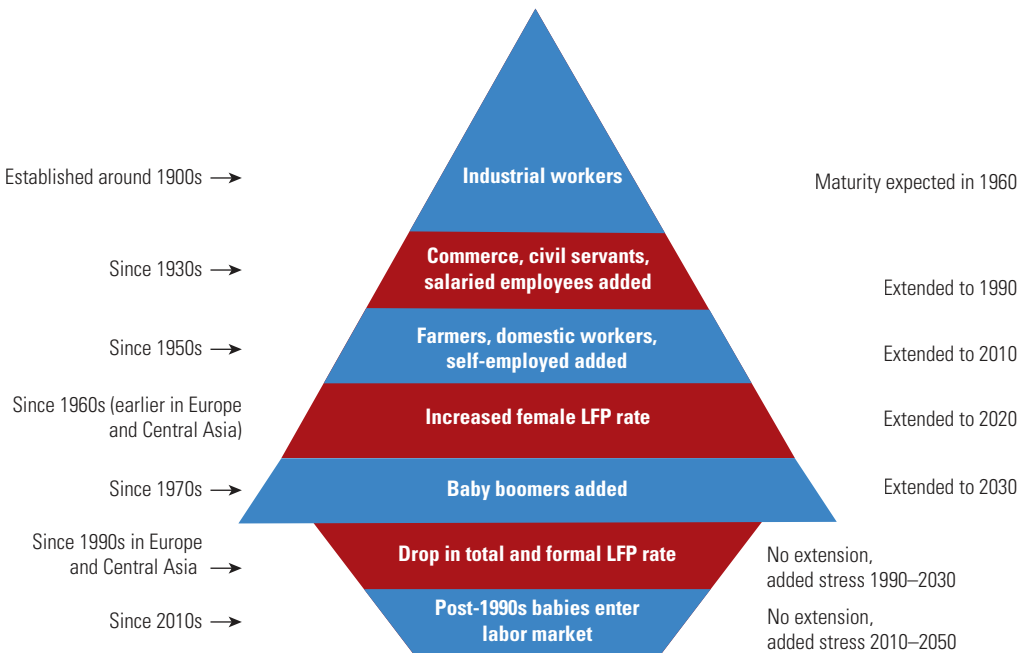 Established around 1900s
Industrial workers
Maturity expected in 1960
Since 1930s
Commerce, civil servants,
salaried employees added
Extended to 1990
Since 1950s
Farmers, domestic workers,
self-employed added
Extended to 2010
Since 1960s (earlier in Europe
and Central Asia)
Increased female LFP rate
Extended to 2020
Since 1970s
Baby boomers added
Extended to 2030
Since 1990s in Europe
and Central Asia
Drop in total and formal LFP rate
No extension,
added stress 1990–2030
Since 2010s
Post-1990s babies enter
labor market
No extension,
added stress 2010–2050